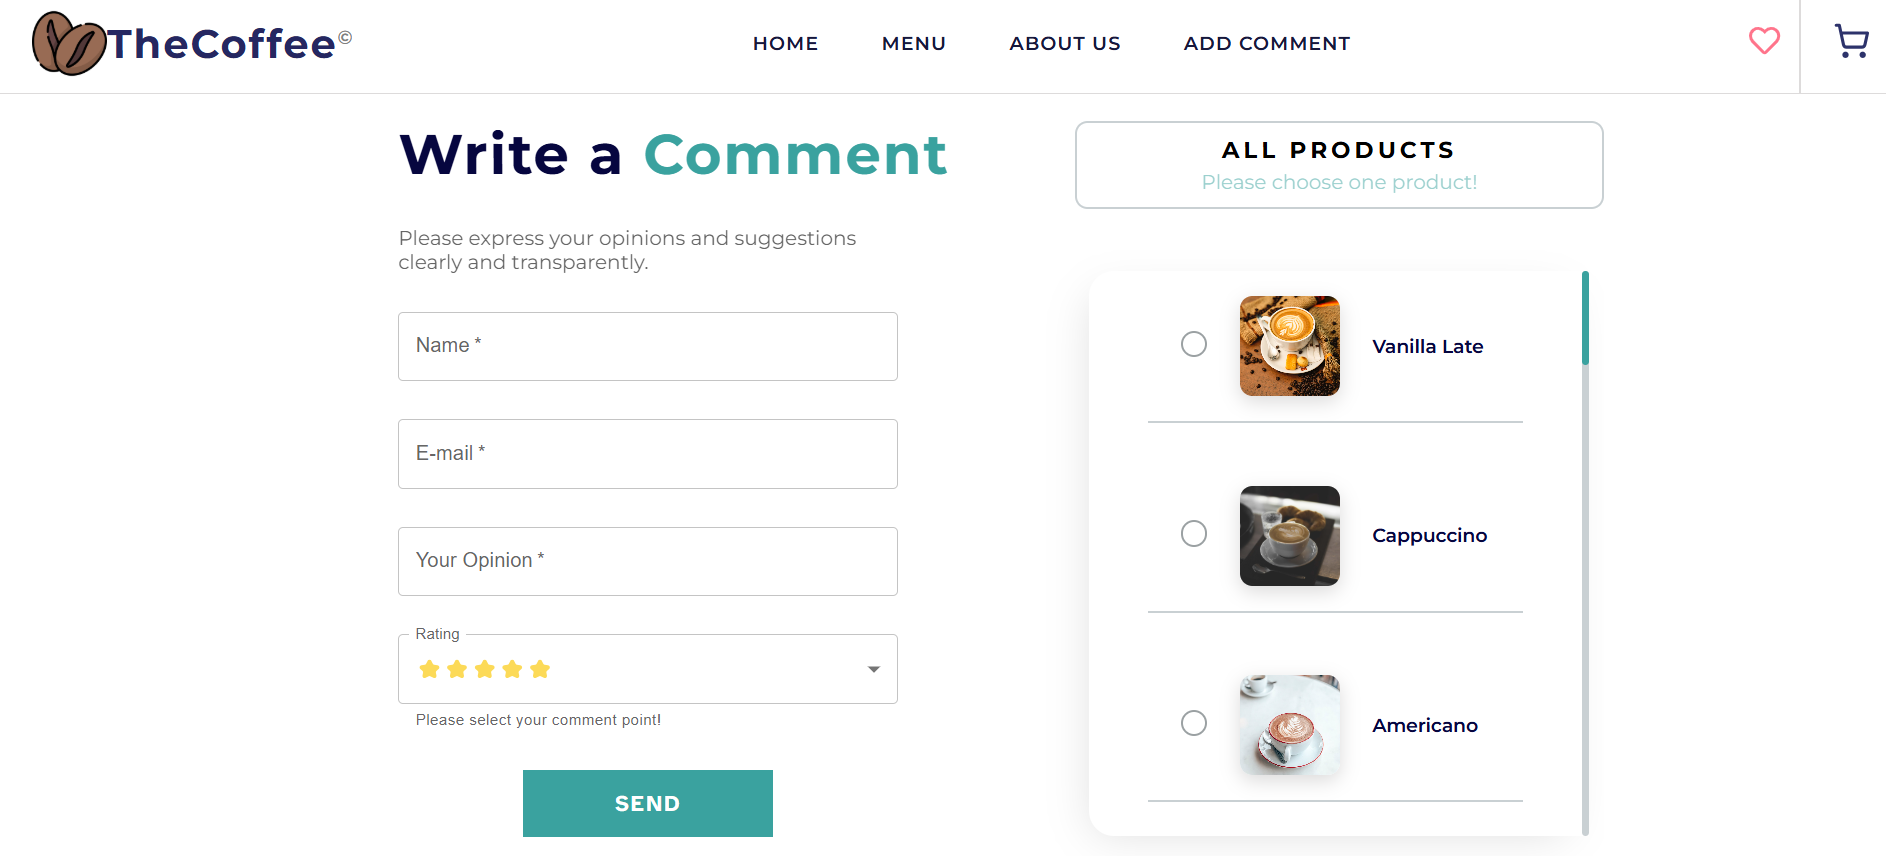 TheCoffee©
HOME
MENU
ABOUT US
ADD COMMENT
Write a Comment
Please express your opinions and suggestions
clearly and transparently.
Name *
E-mail *
Your Opinion *
Rating
Please select your comment point!
SEND
ALL PRODUCTS
Please choose one product!
Vanilla Late
Cappuccino
Americano